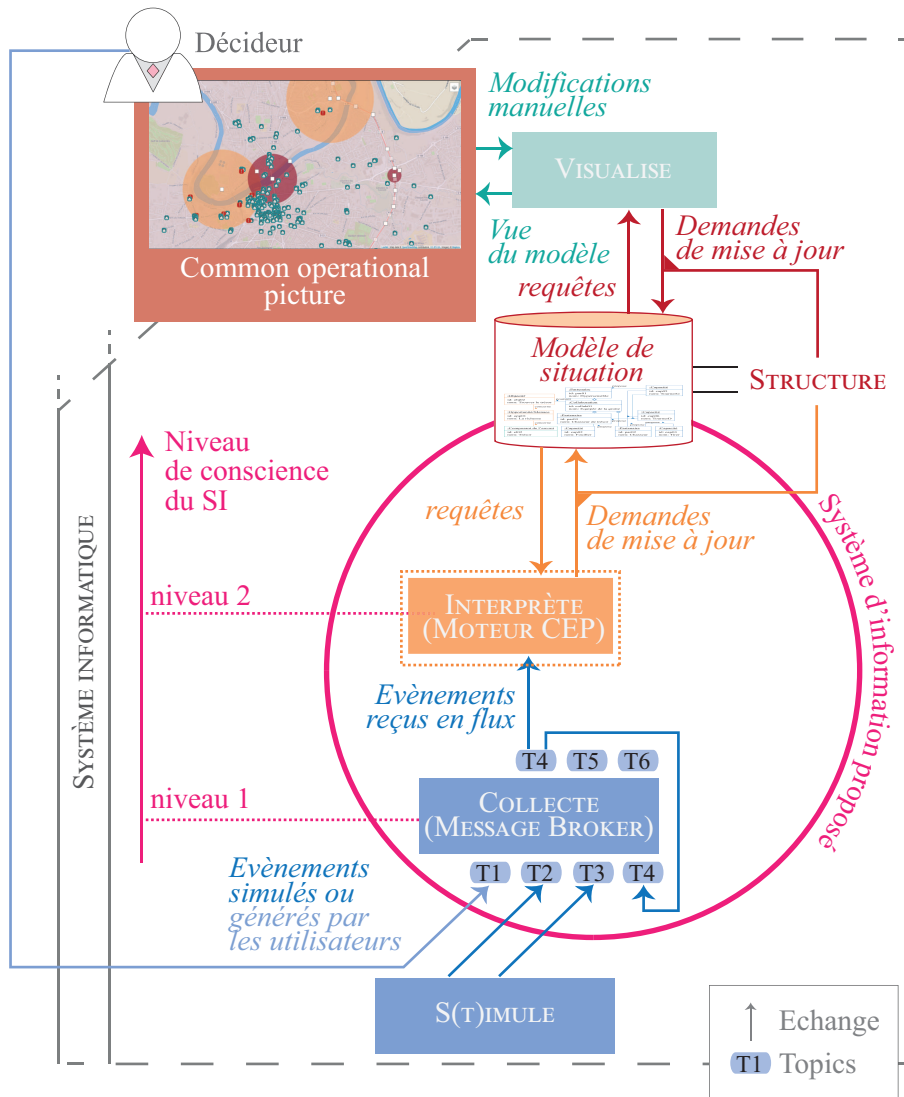 Décideur
Modifications
manuelles
VISUALISE
Vue
du modèle
Common operational
picture
requêtes
Demandes
de mise à jour
Modèle de
situation
STRUCTURE
Niveau
de conscience
du SI
requêtes
Demandes
de mise à jour
Système d'information proposé
SYSTÈME INFORMATIQUE
niveau 2
INTERPRÈTE
(MOTEUR CEP)
Evènements
reçus en flux
T4 T5 T6
niveau 1
COLLECTE
(MESSAGE BROKER)
T1 T2 T3 T4
Evènements
simulés ou
générés par
les utilisateurs
S(T)IMULE
Echange
T1 Topics